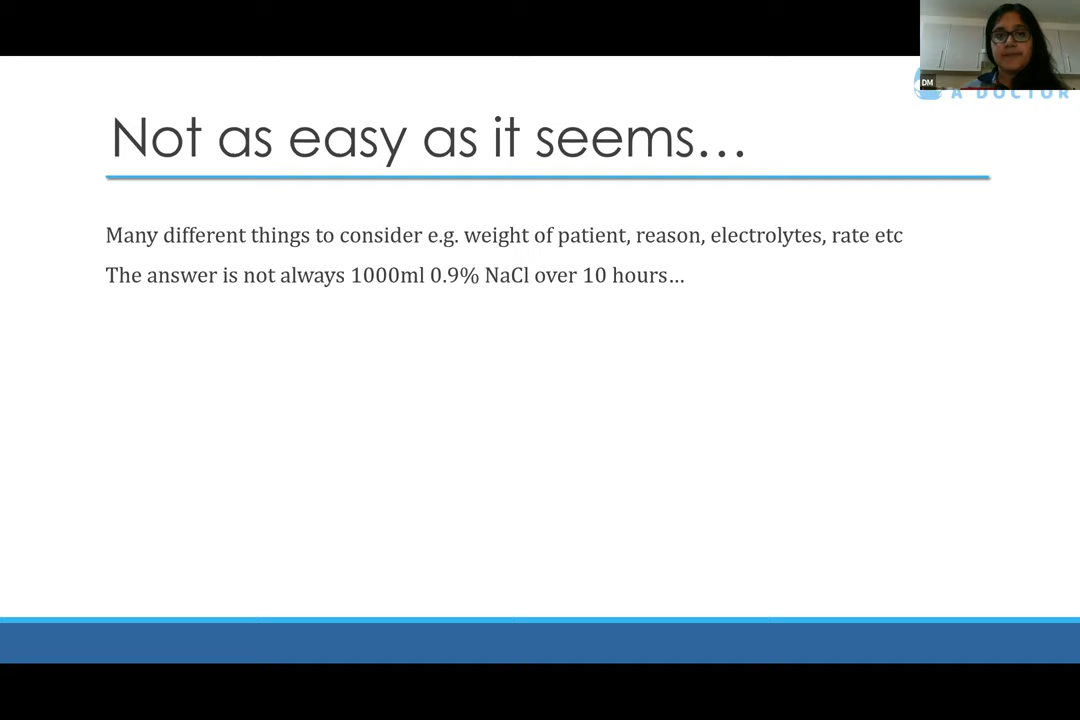 DM
A DOCTOR
Not as easy as it seems…
Many different things to consider e.g. weight of patient, reason, electrolytes, rate etc
The answer is not always 1000ml 0.9% NaCl over 10 hours…